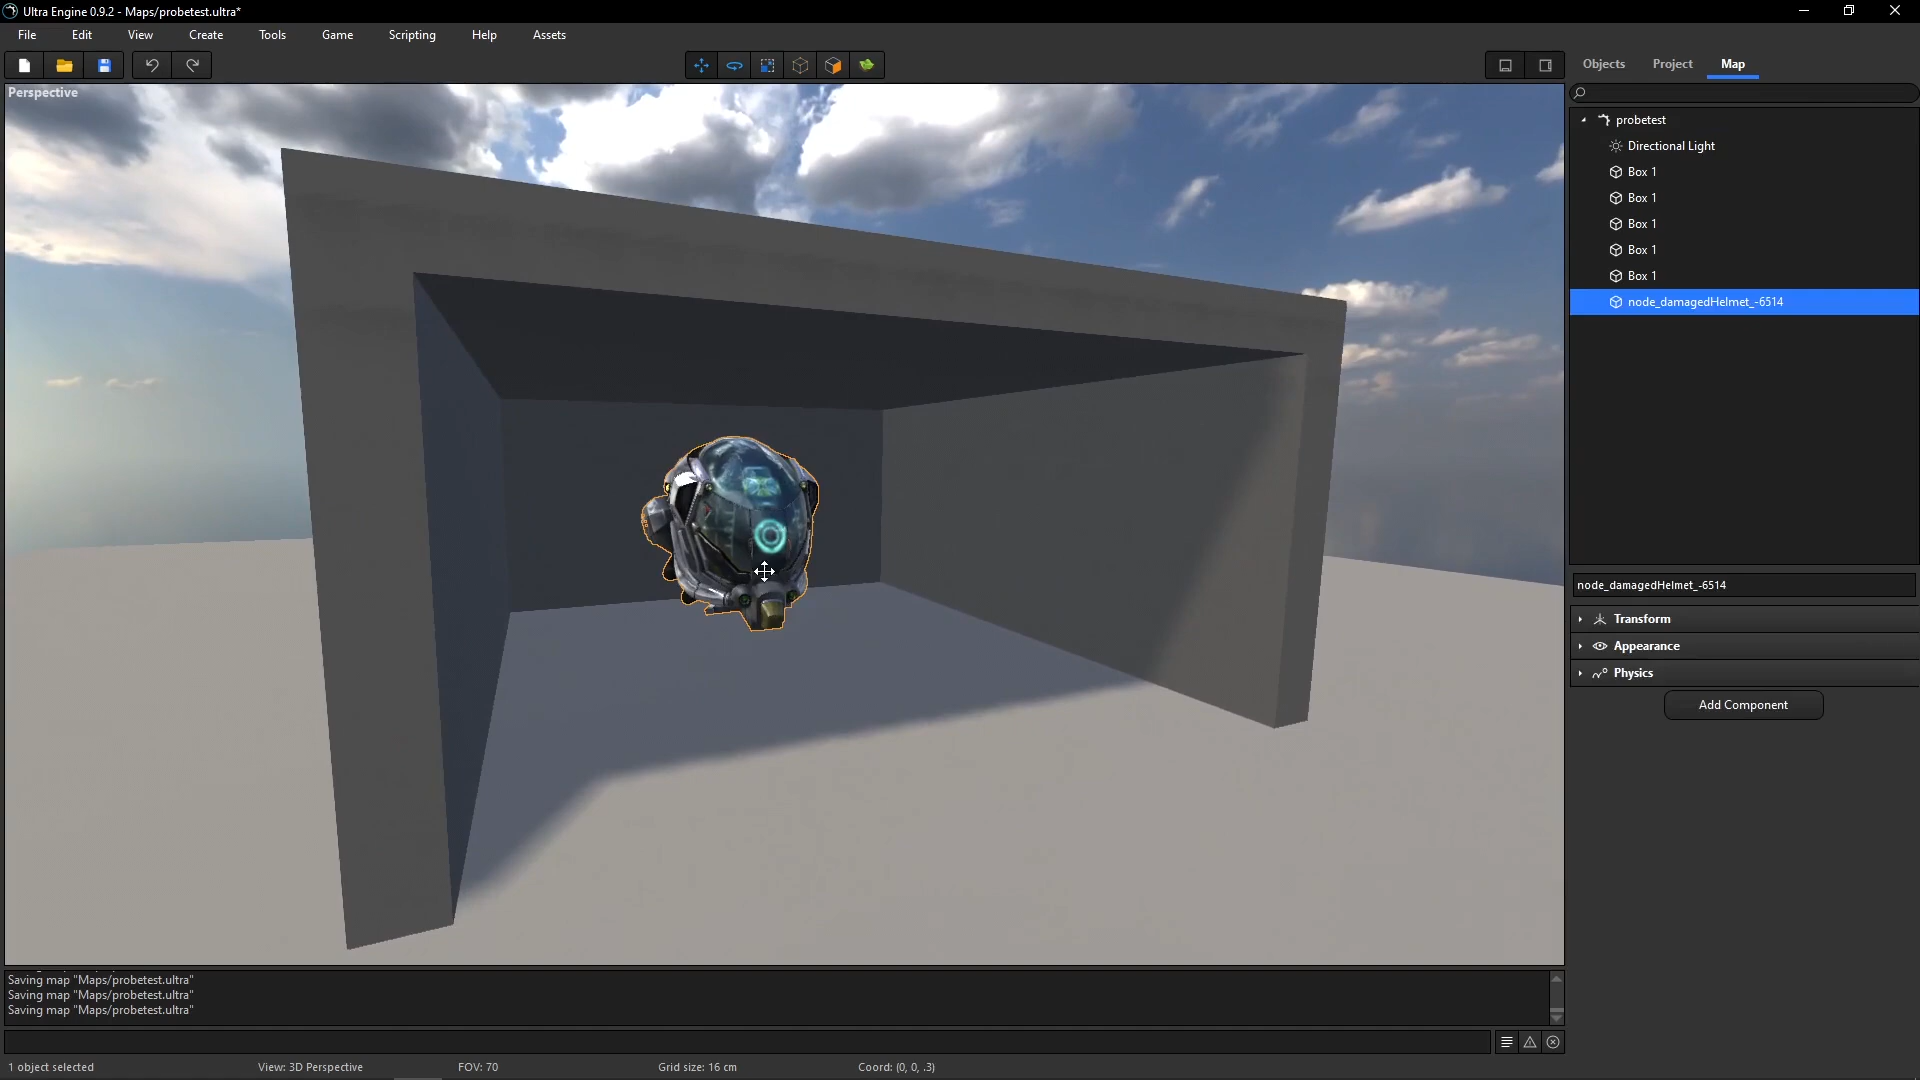 Ultra Engine 0.9.2 - Maps/probetest.ultra*
File Edit View Create Tools Game Scripting Help Assets
Objects Project Map
Perspective
probetest
Directional Light
Box 1
Box 1
Box 1
Box 1
Box 1
node_damagedHelmet_-6514
node_damagedHelmet_-6514
Transform
Appearance
Physics
Add Component
Saving map "Maps/probetest.ultra"
Saving map "Maps/probetest.ultra"
Saving map "Maps/probetest.ultra"
1 object selected View: 3D Perspective FOV: 70 Grid size: 16 cm Coord: (0, 0, .3)